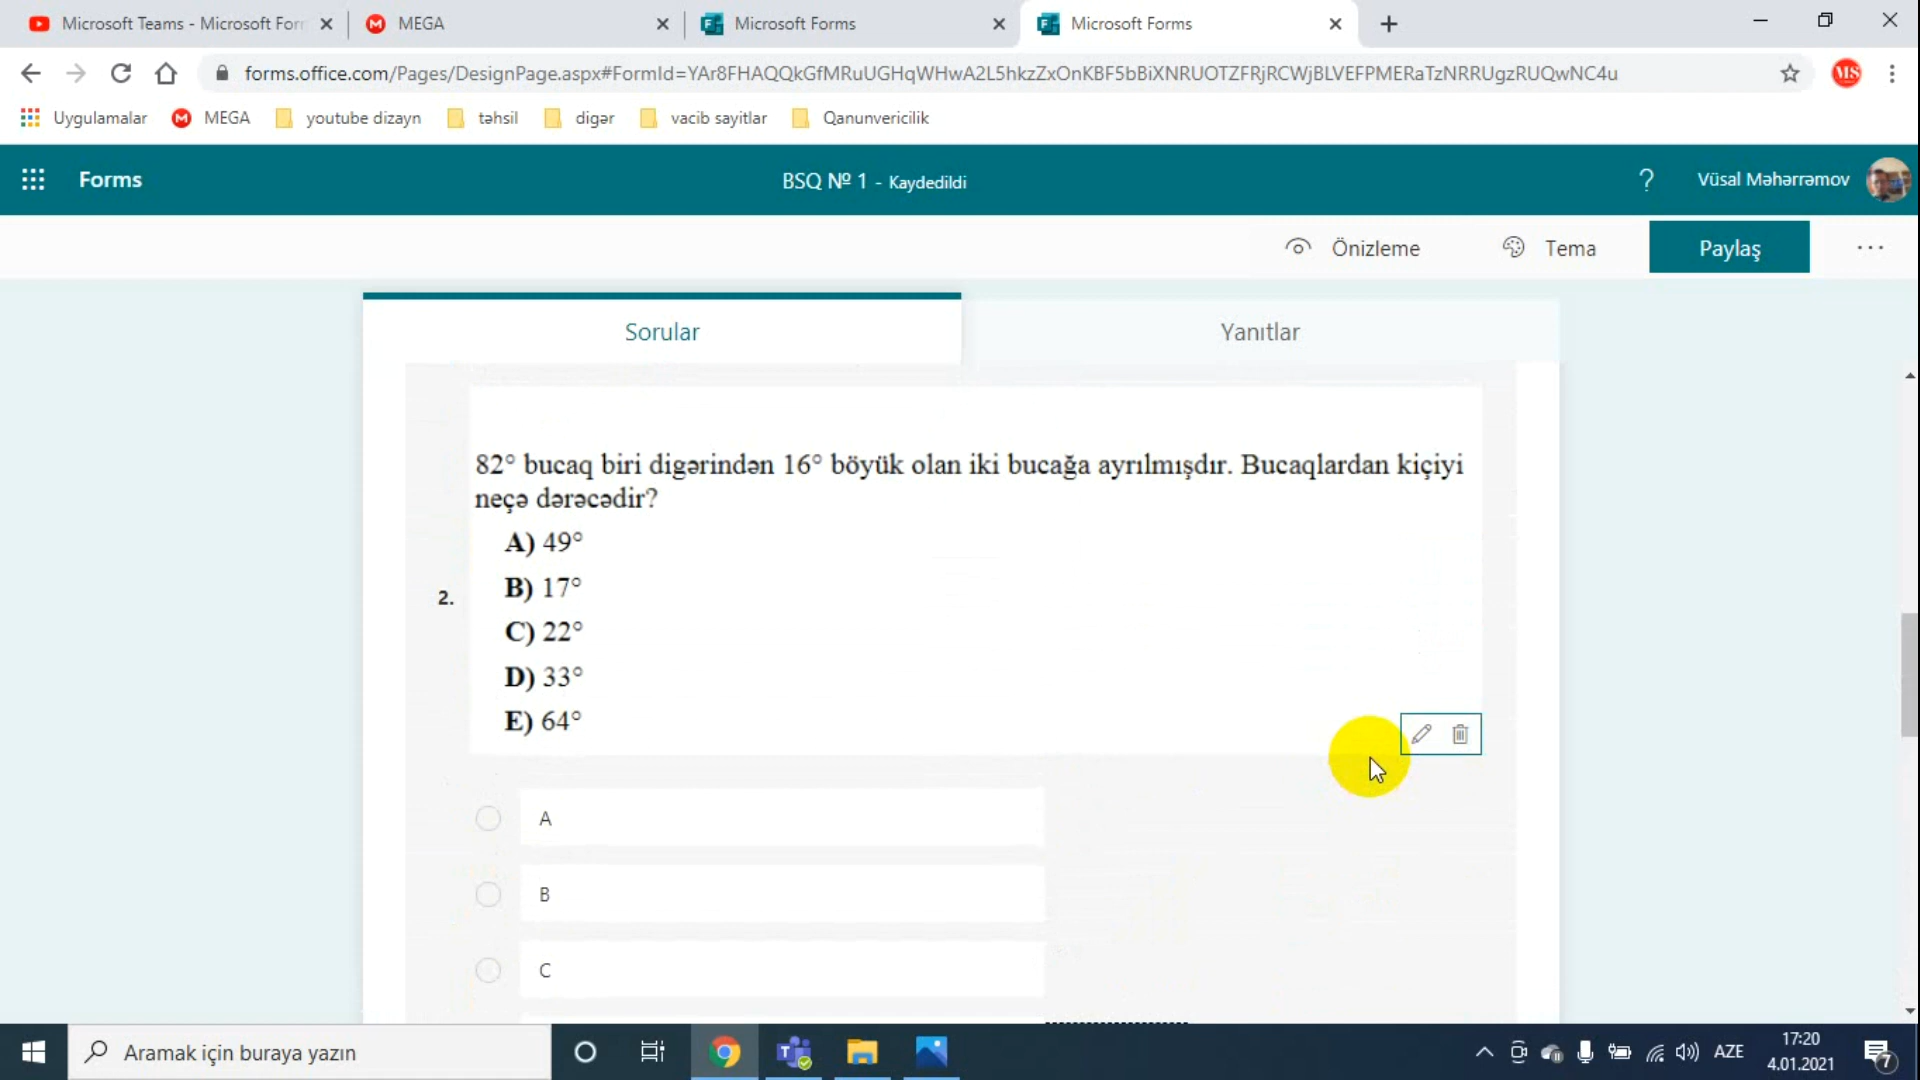 Microsoft Teams - Microsoft For
MEGA
Microsoft Forms
Microsoft Forms
forms.office.com/Pages/DesignPage.aspx#FormId=YAr8FHAQQkGfMRuUGHqWHwA2L5hkzZxOnKBF5bBiXNRUOTZFRjRCWjBLVEFPMERaTzNRRUgzRUQwNC4u
MS
Uygulamalar
MEGA
youtube dizayn
təhsil
digər
vacib sayitlar
Qanunvericilik
Forms
BSQ № 1 - Kaydedildi
?
Vüsal Məhərrəmov
Önizleme
Tema
Paylaş
Sorular
Yanıtlar
82° bucaq biri digərindən 16° böyük olan iki bucağa ayrılmışdır. Bucaqlardan kiçiyi
neçə dərəcədir?
A) 49°
B) 17°
2.
C) 22°
D) 33°
E) 64°
A
B
C
Aramak için buraya yazın
AZE
17:20
4.01.2021
7